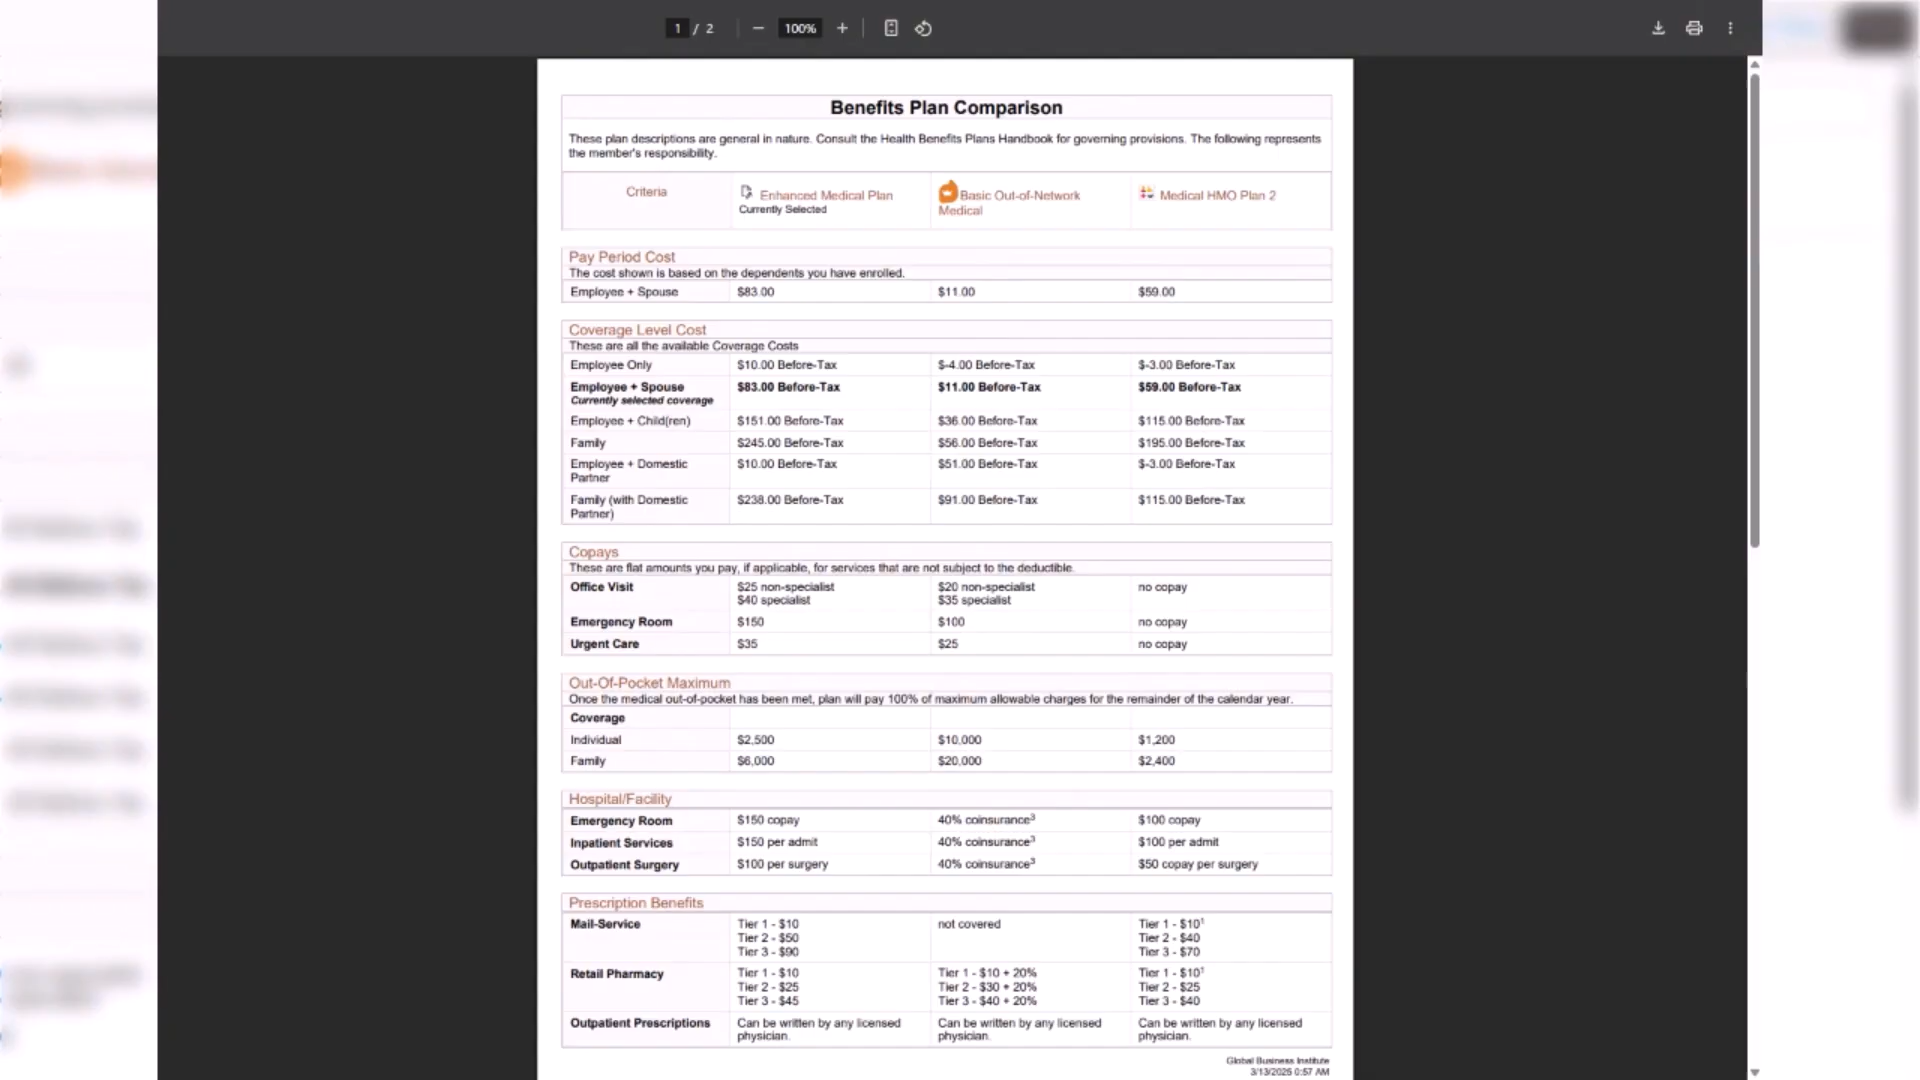 1 / 2 — 100% +
Benefits Plan Comparison
These plan descriptions are general in nature. Consult the Health Benefits Plans Handbook for governing provisions. The following represents
the member's responsibility.
Criteria
Enhanced Medical Plan
Currently Selected
Basic Out-of-Network
Medical
Medical HMO Plan 2
Pay Period Cost
The cost shown is based on the dependents you have enrolled.
Employee + Spouse $83.00 $11.00 $59.00
Coverage Level Cost
These are all the available Coverage Costs
Employee Only $10.00 Before-Tax $-4.00 Before-Tax $-3.00 Before-Tax
Employee + Spouse $83.00 Before-Tax $11.00 Before-Tax $59.00 Before-Tax
Currently selected coverage
Employee + Child(ren) $151.00 Before-Tax $36.00 Before-Tax $115.00 Before-Tax
Family $245.00 Before-Tax $56.00 Before-Tax $195.00 Before-Tax
Employee + Domestic $10.00 Before-Tax $51.00 Before-Tax $-3.00 Before-Tax
Partner
Family (with Domestic $238.00 Before-Tax $91.00 Before-Tax $115.00 Before-Tax
Partner)
Copays
These are flat amounts you pay, if applicable, for services that are not subject to the deductible.
Office Visit $25 non-specialist $20 non-specialist no copay
$40 specialist $35 specialist
Emergency Room $150 $100 no copay
Urgent Care $35 $25 no copay
Out-Of-Pocket Maximum
Once the medical out-of-pocket has been met, plan will pay 100% of maximum allowable charges for the remainder of the calendar year.
Coverage
Individual $2,500 $10,000 $1,200
Family $6,000 $20,000 $2,400
Hospital/Facility
Emergency Room $150 copay 40% coinsurance³ $100 copay
Inpatient Services $150 per admit 40% coinsurance³ $100 per admit
Outpatient Surgery $100 per surgery 40% coinsurance³ $50 copay per surgery
Prescription Benefits
Mail-Service Tier 1 - $10 not covered Tier 1 - $10¹
Tier 2 - $50 Tier 2 - $40
Tier 3 - $90 Tier 3 - $70
Retail Pharmacy Tier 1 - $10 Tier 1 - $10 + 20% Tier 1 - $10¹
Tier 2 - $25 Tier 2 - $30 + 20% Tier 2 - $25
Tier 3 - $45 Tier 3 - $40 + 20% Tier 3 - $40
Outpatient Prescriptions Can be written by any licensed Can be written by any licensed Can be written by any licensed
physician. physician. physician.
Global Business Institute
3/13/2025 0:57 AM